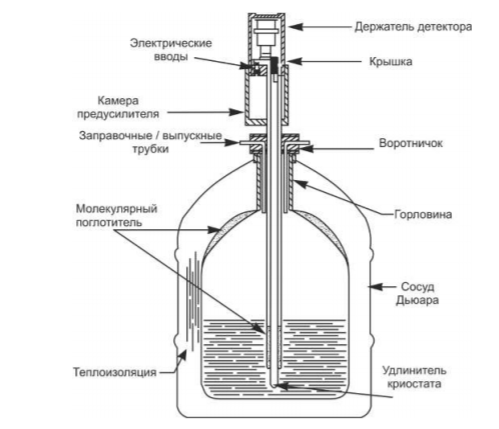 Держатель детектора
Электрические
вводы
Крышка
Камера
предусилителя
Заправочные / выпускные
трубки
Воротничок
Молекулярный
поглотитель
Горловина
Сосуд
Дьюара
Теплоизоляция
Удлинитель
криостата